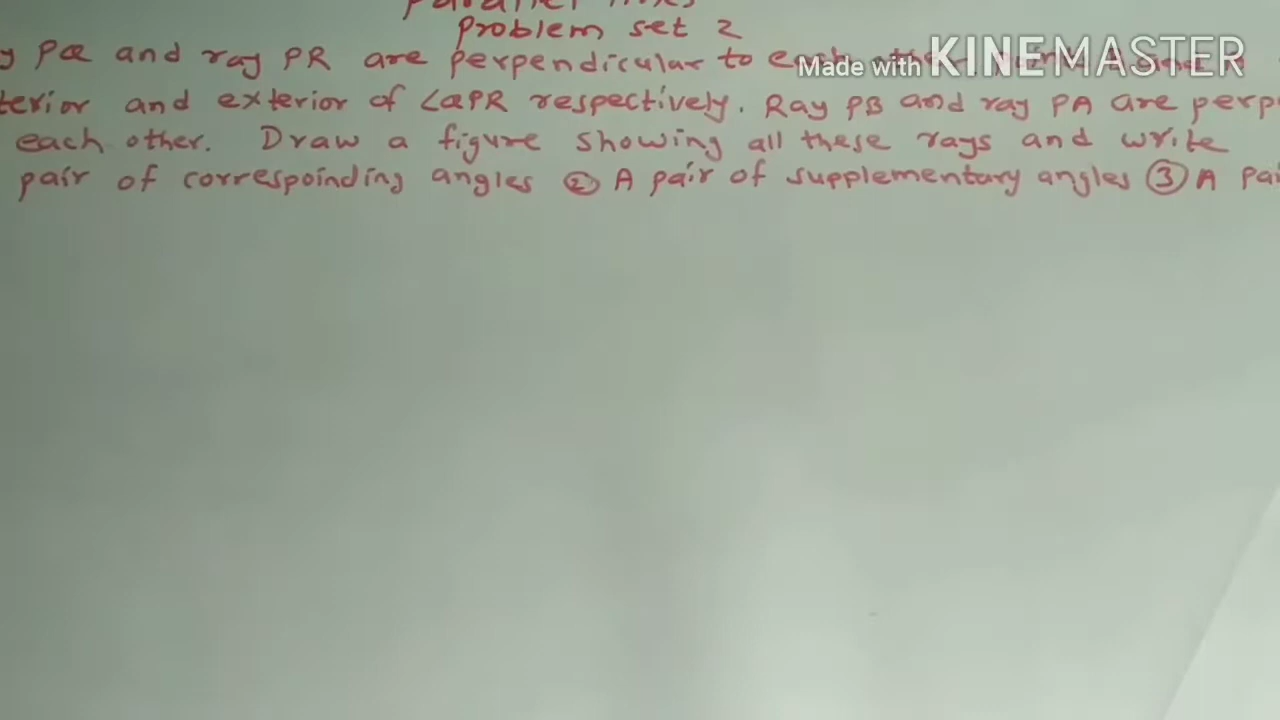 Parallel lines
Problem set 2
y PQ and ray PR are perpendicular to each
Made with KINEMASTER
terior and exterior of ∠QPR respectively. Ray PB and ray PA are perp
each other. Draw a figure showing all these rays and write
pair of correspoinding angles ② A pair of supplementary angles ③ A pai